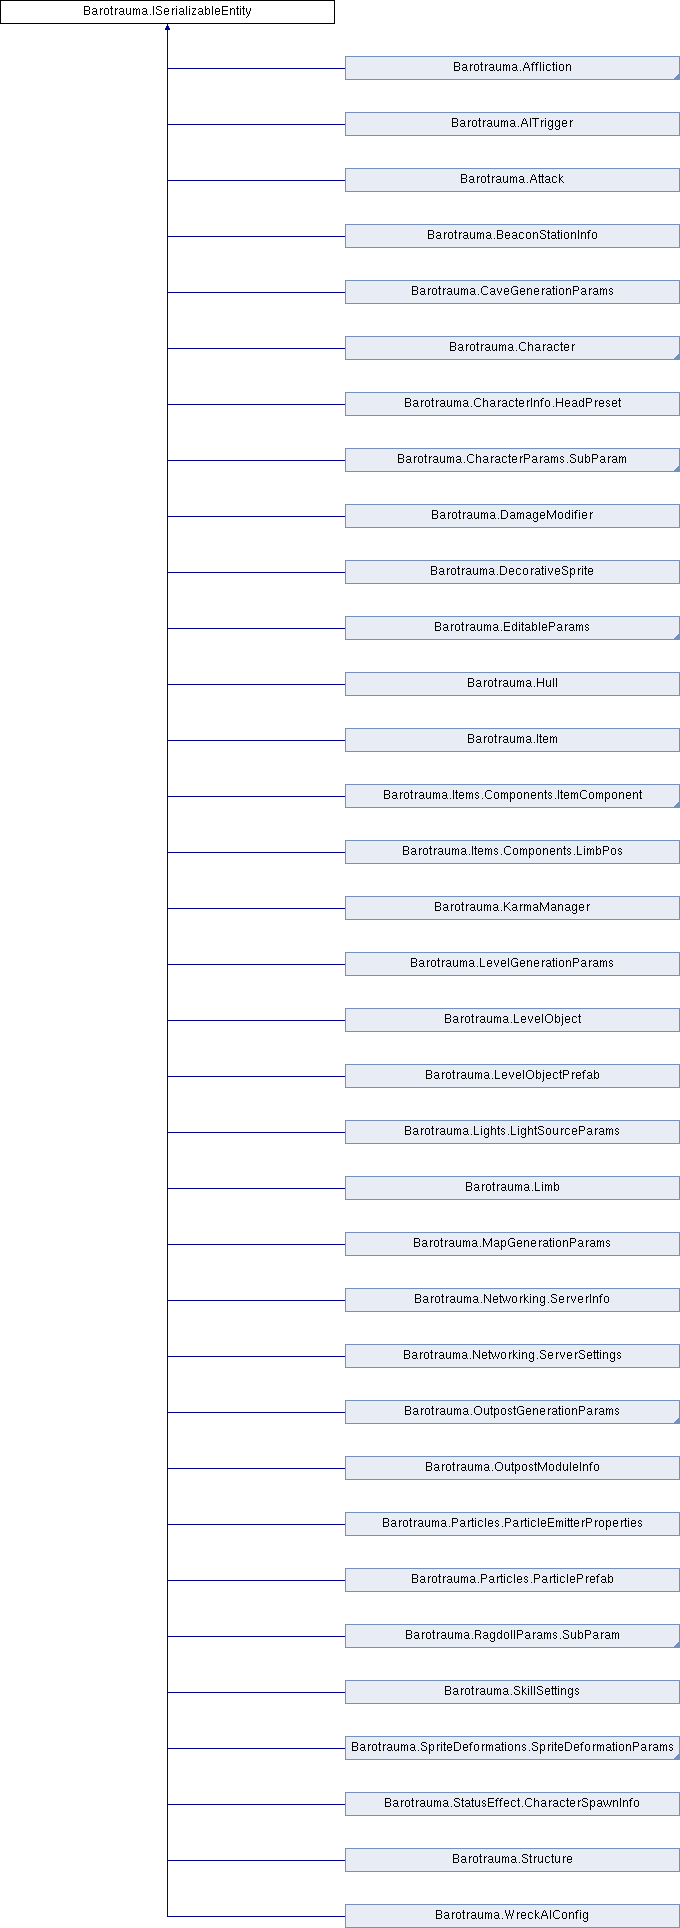 Barotrauma.ISerializableEntity
Barotrauma.Affliction
Barotrauma.AITrigger
Barotrauma.Attack
Barotrauma.BeaconStationInfo
Barotrauma.CaveGenerationParams
Barotrauma.Character
Barotrauma.CharacterInfo.HeadPreset
Barotrauma.CharacterParams.SubParam
Barotrauma.DamageModifier
Barotrauma.DecorativeSprite
Barotrauma.EditableParams
Barotrauma.Hull
Barotrauma.Item
Barotrauma.Items.Components.ItemComponent
Barotrauma.Items.Components.LimbPos
Barotrauma.KarmaManager
Barotrauma.LevelGenerationParams
Barotrauma.LevelObject
Barotrauma.LevelObjectPrefab
Barotrauma.Lights.LightSourceParams
Barotrauma.Limb
Barotrauma.MapGenerationParams
Barotrauma.Networking.ServerInfo
Barotrauma.Networking.ServerSettings
Barotrauma.OutpostGenerationParams
Barotrauma.OutpostModuleInfo
Barotrauma.Particles.ParticleEmitterProperties
Barotrauma.Particles.ParticlePrefab
Barotrauma.RagdollParams.SubParam
Barotrauma.SkillSettings
Barotrauma.SpriteDeformations.SpriteDeformationParams
Barotrauma.StatusEffect.CharacterSpawnInfo
Barotrauma.Structure
Barotrauma.WreckAIConfig